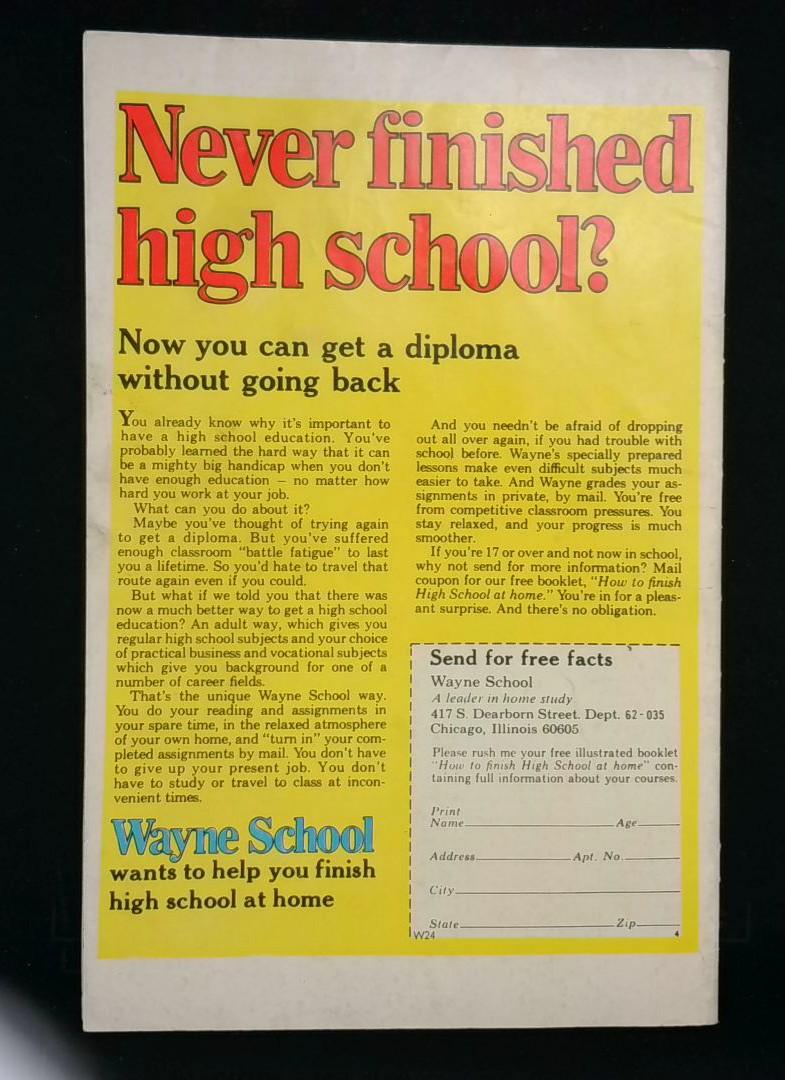 Never finished
high school?
Now you can get a diploma
without going back
You already know why it's important to
have a high school education. You've
probably learned the hard way that it can
be a mighty big handicap when you don't
have enough education – no matter how
hard you work at your job.
What can you do about it?
Maybe you've thought of trying again
to get a diploma. But you've suffered
enough classroom "battle fatigue" to last
you a lifetime. So you'd hate to travel that
route again even if you could.
But what if we told you that there was
now a much better way to get a high school
education? An adult way, which gives you
regular high school subjects and your choice
of practical business and vocational subjects
which give you background for one of a
number of career fields.
That's the unique Wayne School way.
You do your reading and assignments in
your spare time, in the relaxed atmosphere
of your own home, and "turn in" your com-
pleted assignments by mail. You don't have
to give up your present job. You don't
have to study or travel to class at incon-
venient times.
Wayne School
wants to help you finish
high school at home
And you needn't be afraid of dropping
out all over again, if you had trouble with
school before. Wayne's specially prepared
lessons make even difficult subjects much
easier to take. And Wayne grades your as-
signments in private, by mail. You're free
from competitive classroom pressures. You
stay relaxed, and your progress is much
smoother.
If you're 17 or over and not now in school,
why not send for more information? Mail
coupon for our free booklet, "How to finish
High School at home." You're in for a pleas-
ant surprise. And there's no obligation.
Send for free facts
Wayne School
A leader in home study
417 S. Dearborn Street. Dept. 62-035
Chicago, Illinois 60605
Please rush me your free illustrated booklet
"How to finish High School at home" con-
taining full information about your courses.
Print
Name Age
Address Apt. No.
City
State Zip
W24 4